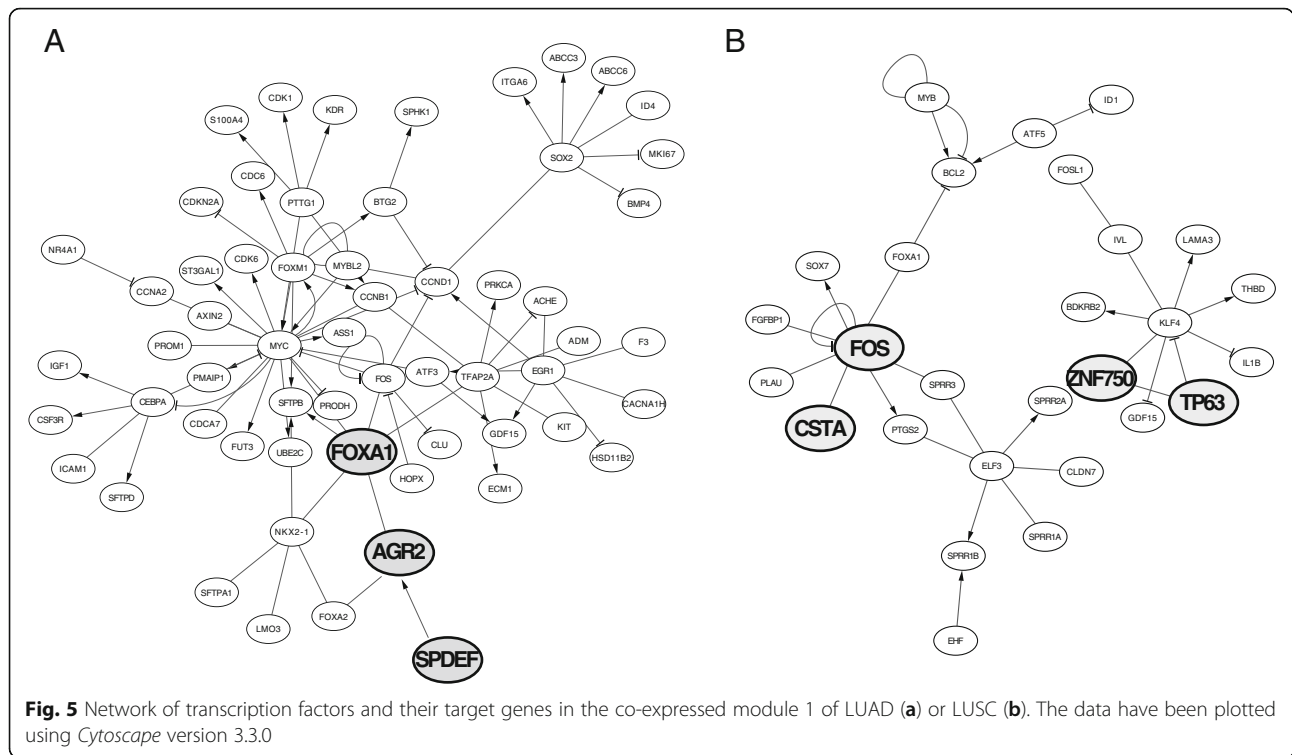 A
B
ABCC3
ITGA6
ABCC6
CDK1
KDR
SPHK1
ID4
S100A4
SOX2
MKI67
CDC6
BMP4
CDKN2A
PTTG1
BTG2
NR4A1
ST3GAL1
CDK6
FOXM1
MYBL2
CCND1
CCNA2
CCNB1
PRKCA
ACHE
AXIN2
ASS1
ADM
F3
PROM1
MYC
IGF1
PMAIP1
FOS
ATF3
TFAP2A
EGR1
CEBPA
SFTPB
PRODH
CACNA1H
CSF3R
CDCA7
GDF15
KIT
FUT3
UBE2C
FOXA1
CLU
HSD11B2
ICAM1
HOPX
ECM1
SFTPD
NKX2-1
AGR2
SFTPA1
LMO3
FOXA2
SPDEF
MYB
ID1
ATF5
BCL2
FOSL1
IVL
LAMA3
SOX7
FOXA1
THBD
BDKRB2
FGFBP1
KLF4
FOS
IL1B
PLAU
SPRR3
ZNF750
TP63
SPRR2A
GDF15
CSTA
PTGS2
ELF3
CLDN7
SPRR1A
SPRR1B
EHF
Fig. 5 Network of transcription factors and their target genes in the co-expressed module 1 of LUAD (a) or LUSC (b). The data have been plotted
using Cytoscape version 3.3.0